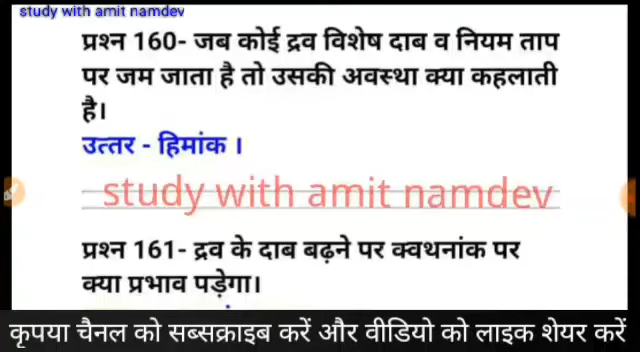 study with amit namdev
प्रश्न 160- जब कोई द्रव विशेष दाब व नियम ताप
पर जम जाता है तो उसकी अवस्था क्या कहलाती
है।
उत्तर - हिमांक ।
study with amit namdev
प्रश्न 161- द्रव के दाब बढ़ने पर क्वथनांक पर
क्या प्रभाव पड़ेगा।
कृपया चैनल को सब्सक्राइब करें और वीडियो को लाइक शेयर करें